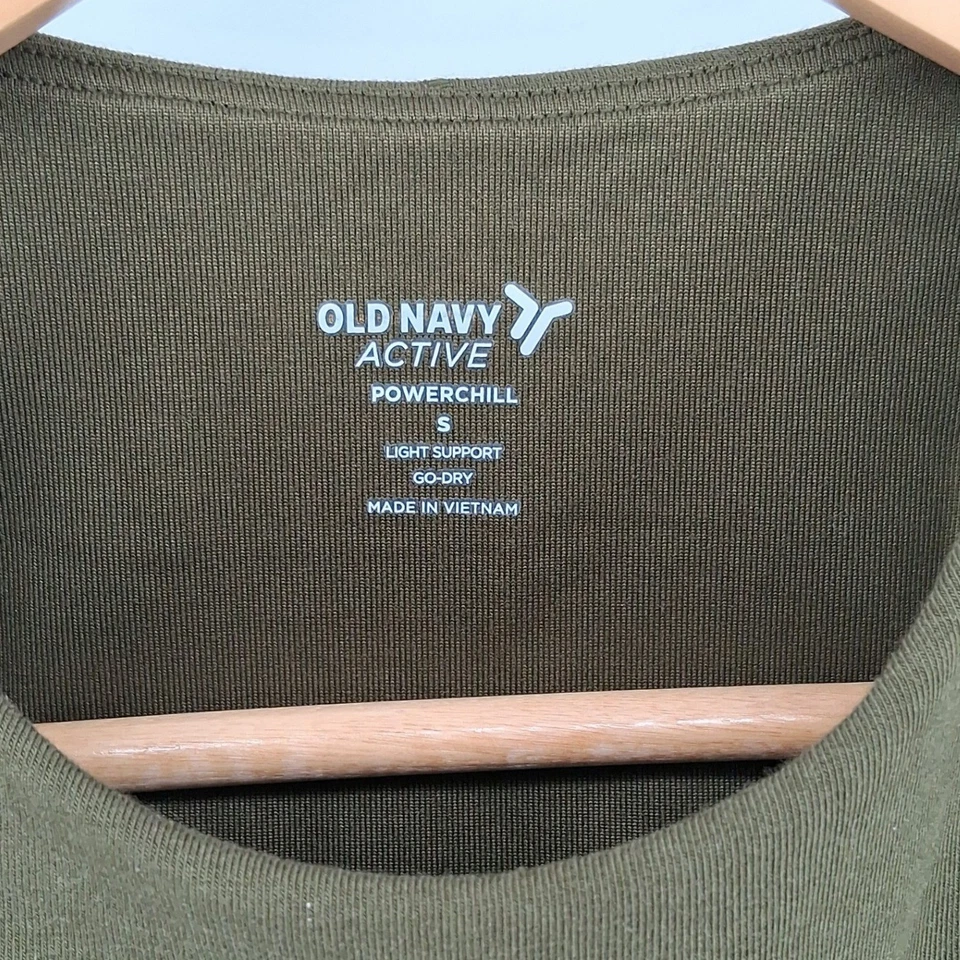 OLD NAVY
ACTIVE
POWERCHILL
S
LIGHT SUPPORT
GO-DRY
MADE IN VIETNAM